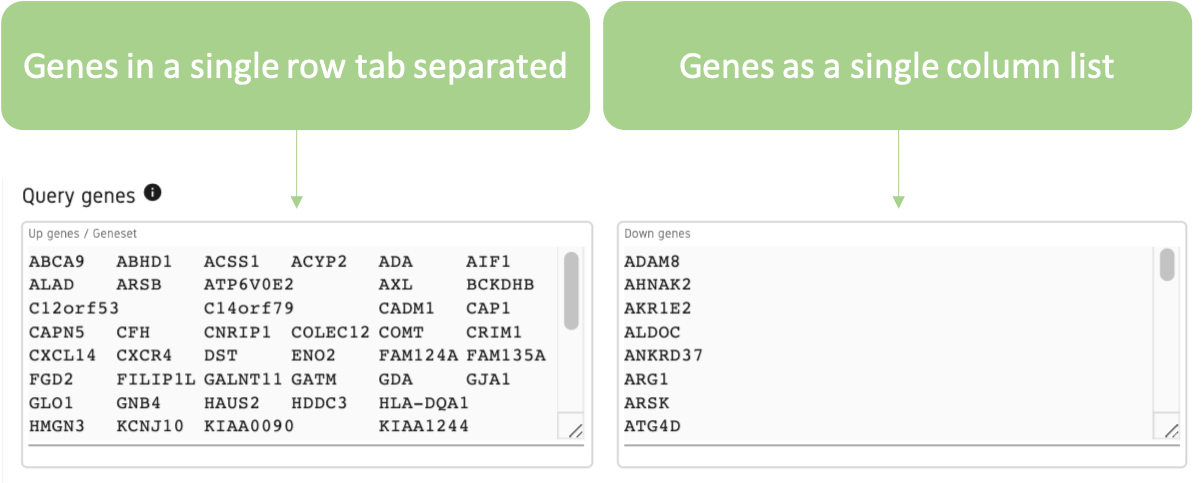 Genes in a single row tab separated
Genes as a single column list
Query genes
Up genes / Geneset
ABCA9 ABHD1 ACSS1 ACYP2 ADA AIF1
ALAD ARSB ATP6V0E2 AXL BCKDHB
C12orf53 C14orf79 CADM1 CAP1
CAPN5 CFH CNRIP1 COLEC12 COMT CRIM1
CXCL14 CXCR4 DST ENO2 FAM124A FAM135A
FGD2 FILIP1L GALNT11 GATM GDA GJA1
GLO1 GNB4 HAUS2 HDDC3 HLA-DQA1
HMGN3 KCNJ10 KIAA0090 KIAA1244
Down genes
ADAM8
AHNAK2
AKR1E2
ALDOC
ANKRD37
ARG1
ARSK
ATG4D